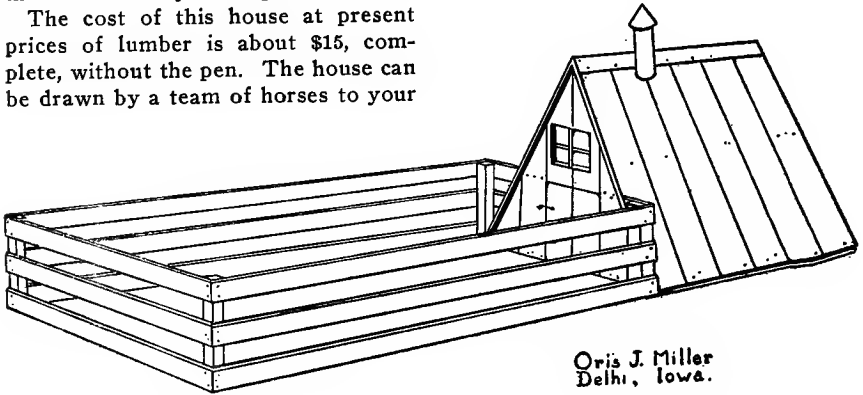 The cost of this house at present
prices of lumber is about $15, com-
plete, without the pen. The house can
be drawn by a team of horses to your
Oris J. Miller
Delhi, Iowa.